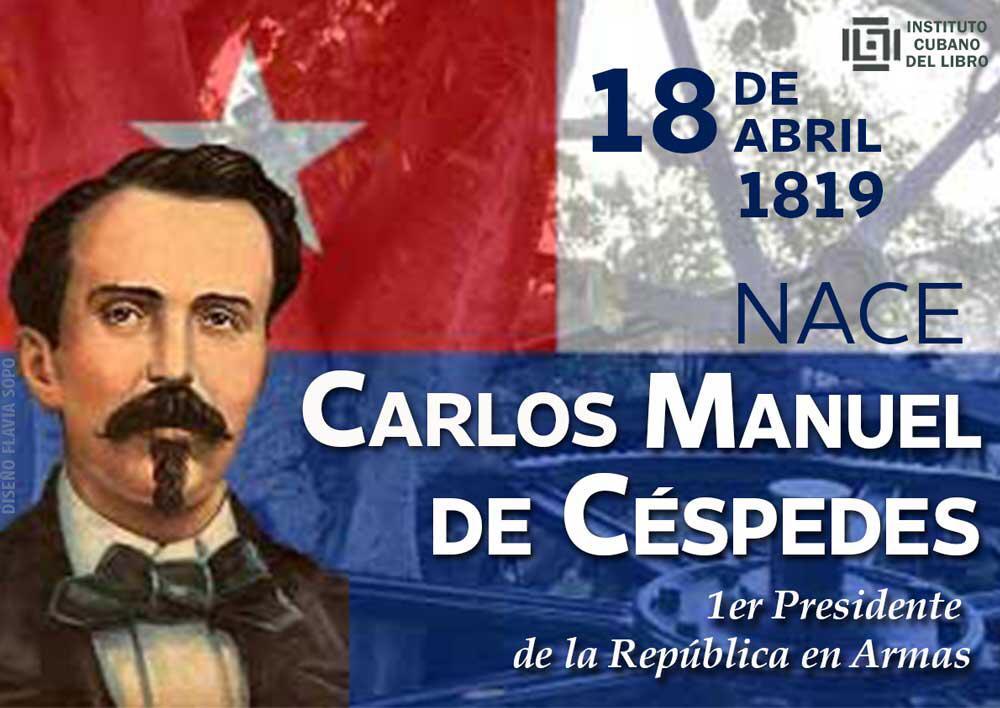 INSTITUTO
CUBANO
DEL LIBRO
18 DE
ABRIL
1819
NACE
CARLOS MANUEL
DE CÉSPEDES
1er Presidente
de la República en Armas
DISEÑO FLAVIA SOPO